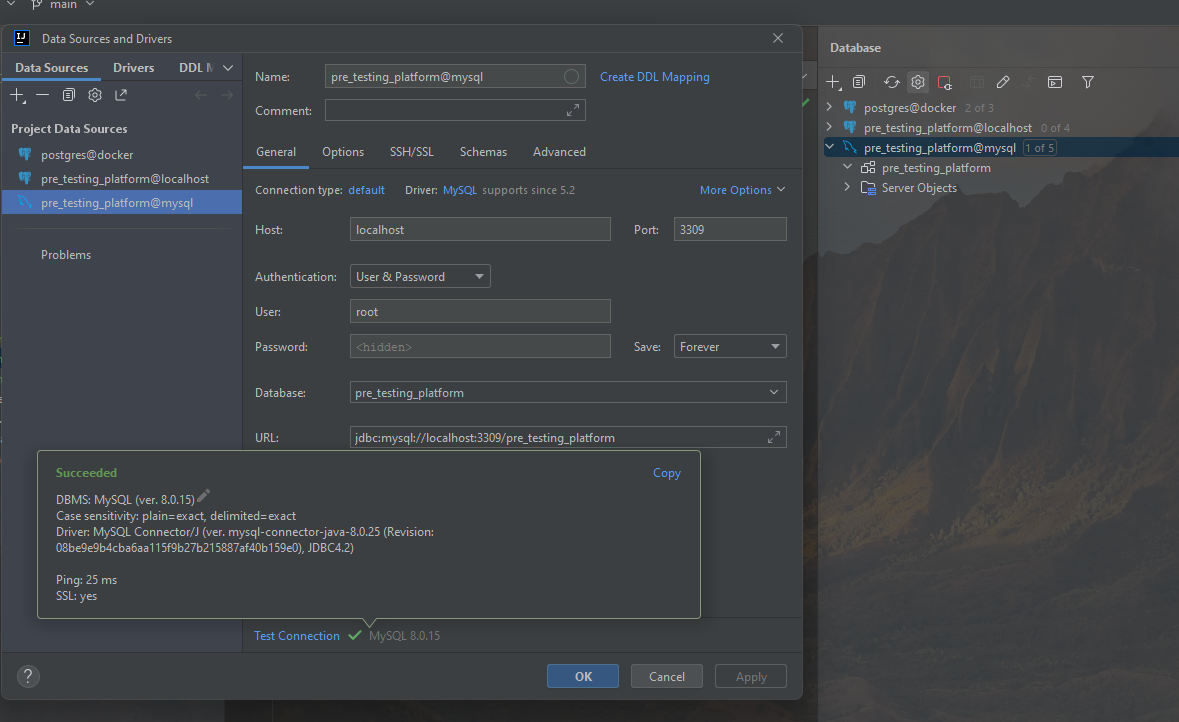 main
Data Sources and Drivers
Data Sources
Drivers
DDL M
Project Data Sources
postgres@docker
pre_testing_platform@localhost
pre_testing_platform@mysql
Problems
Name:
pre_testing_platform@mysql
Create DDL Mapping
Comment:
General
Options
SSH/SSL
Schemas
Advanced
Connection type: default
Driver: MySQL supports since 5.2
More Options
Host:
localhost
Port:
3309
Authentication:
User & Password
User:
root
Password:
<hidden>
Save:
Forever
Database:
pre_testing_platform
URL:
jdbc:mysql://localhost:3309/pre_testing_platform
Succeeded
Copy
DBMS: MySQL (ver. 8.0.15)
Case sensitivity: plain=exact, delimited=exact
Driver: MySQL Connector/J (ver. mysql-connector-java-8.0.25 (Revision:
08be9e9b4cba6aa115f9b27b215887af40b159e0), JDBC4.2)
Ping: 25 ms
SSL: yes
Test Connection
MySQL 8.0.15
?
OK
Cancel
Apply
Database
postgres@docker 2 of 3
pre_testing_platform@localhost 0 of 4
pre_testing_platform@mysql 1 of 5
pre_testing_platform
Server Objects